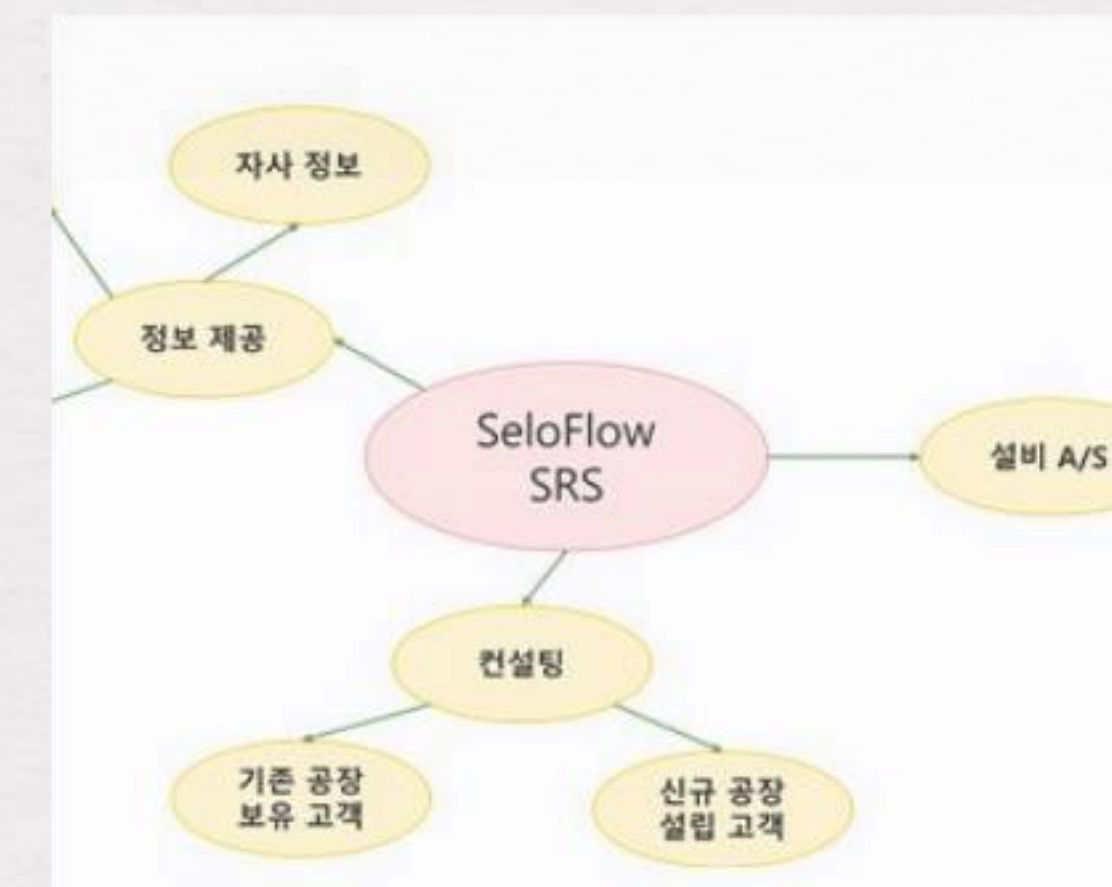 자사 정보
정보 제공
SeloFlow
SRS
설비 A/S
컨설팅
기존 공장
보유 고객
신규 공장
설립 고객